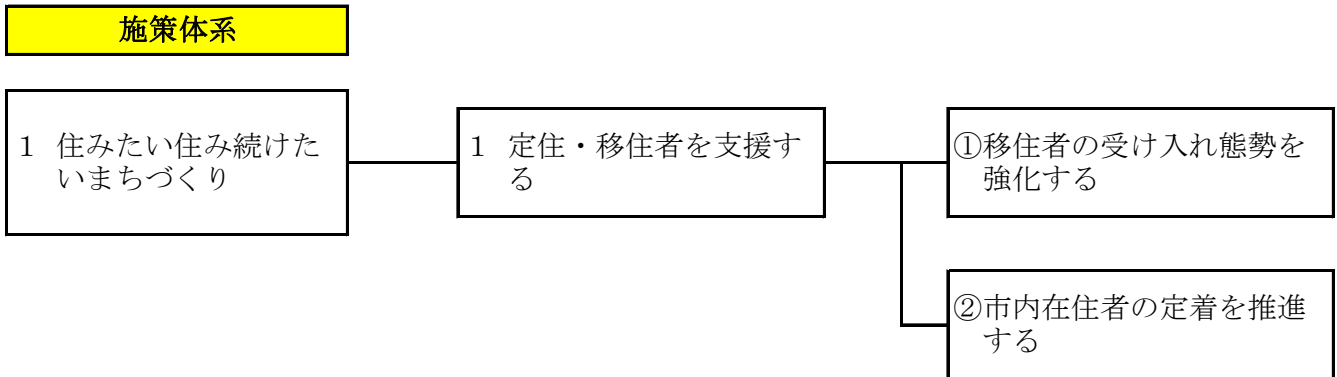 施策体系
1 住みたい住み続けた
いまちづくり
1 定住・移住者を支援す
る
①移住者の受け入れ態勢を
強化する
②市内在住者の定着を推進
する